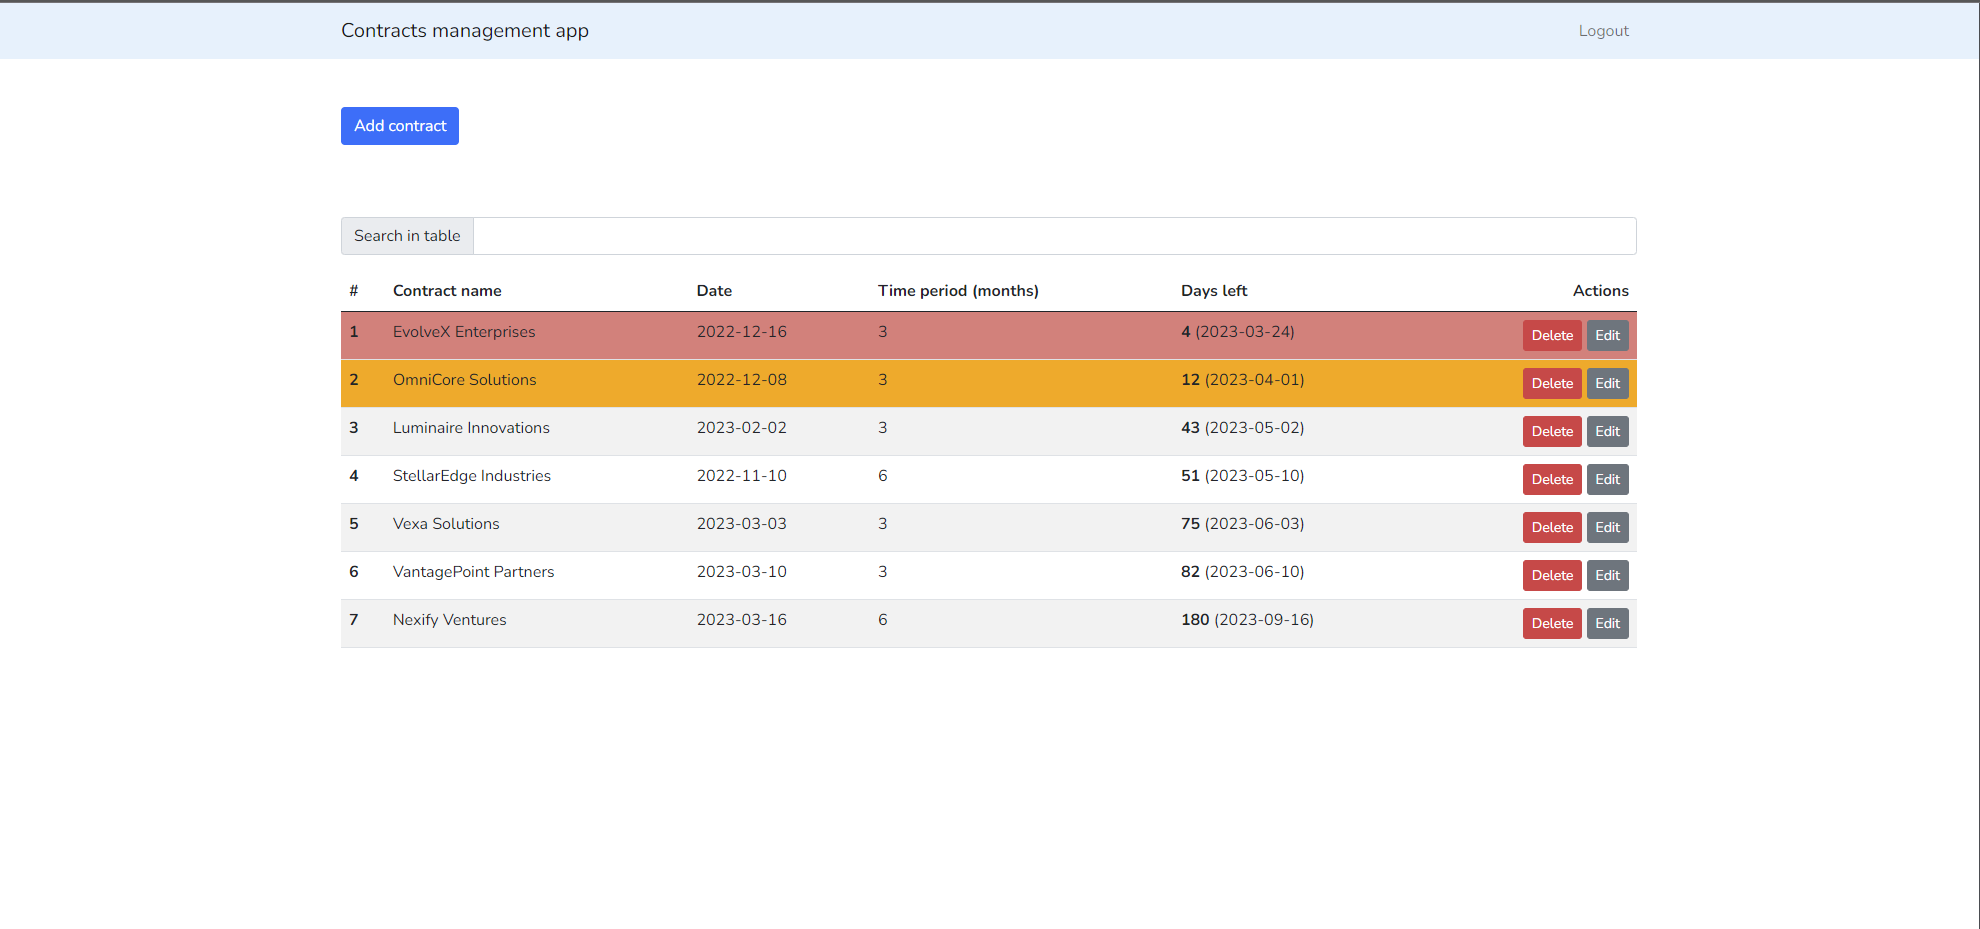 Contracts management app Logout
Add contract
Search in table
# Contract name Date Time period (months) Days left Actions
1 EvolveX Enterprises 2022-12-16 3 4 (2023-03-24) Delete Edit
2 OmniCore Solutions 2022-12-08 3 12 (2023-04-01) Delete Edit
3 Luminaire Innovations 2023-02-02 3 43 (2023-05-02) Delete Edit
4 StellarEdge Industries 2022-11-10 6 51 (2023-05-10) Delete Edit
5 Vexa Solutions 2023-03-03 3 75 (2023-06-03) Delete Edit
6 VantagePoint Partners 2023-03-10 3 82 (2023-06-10) Delete Edit
7 Nexify Ventures 2023-03-16 6 180 (2023-09-16) Delete Edit